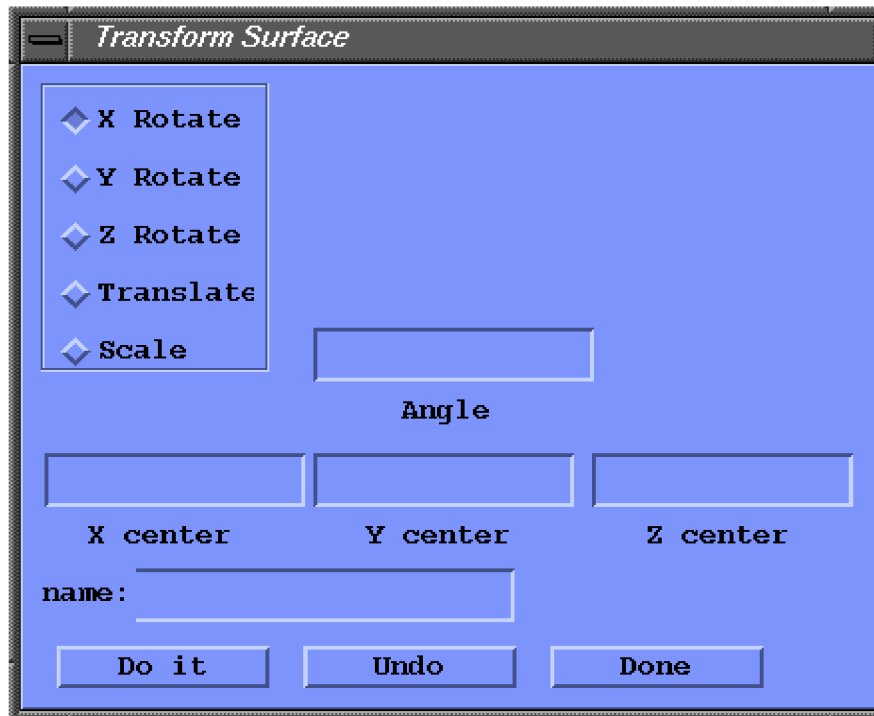 Transform Surface
X Rotate
Y Rotate
Z Rotate
Translate
Scale
Angle
X center Y center Z center
name:
Do it Undo Done